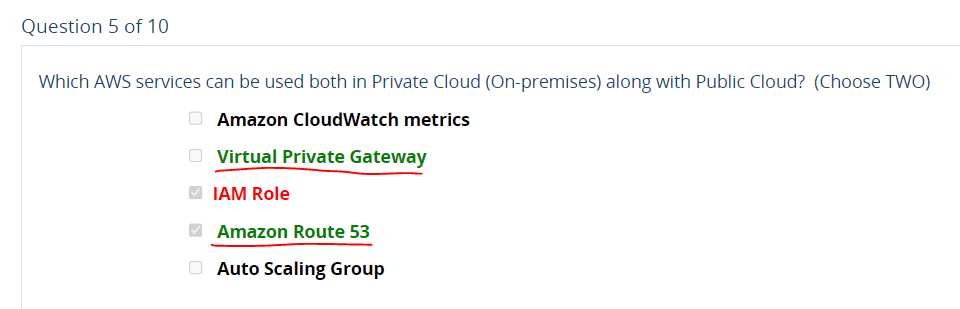 Question 5 of 10
Which AWS services can be used both in Private Cloud (On-premises) along with Public Cloud?  (Choose TWO)
Amazon CloudWatch metrics
Virtual Private Gateway
IAM Role
Amazon Route 53
Auto Scaling Group